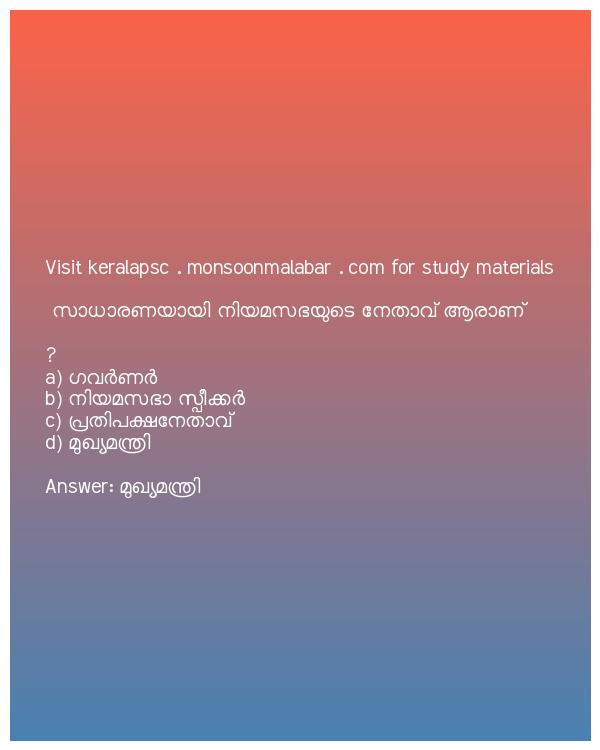 Visit keralapsc . monsoonmalabar . com for study materials
സാധാരണയായി നിയമസഭയുടെ നേതാവ് ആരാണ്
?
a) ഗവർണർ
b) നിയമസഭാ സ്പീക്കർ
c) പ്രതിപക്ഷനേതാവ്
d) മുഖ്യമന്ത്രി
Answer: മുഖ്യമന്ത്രി